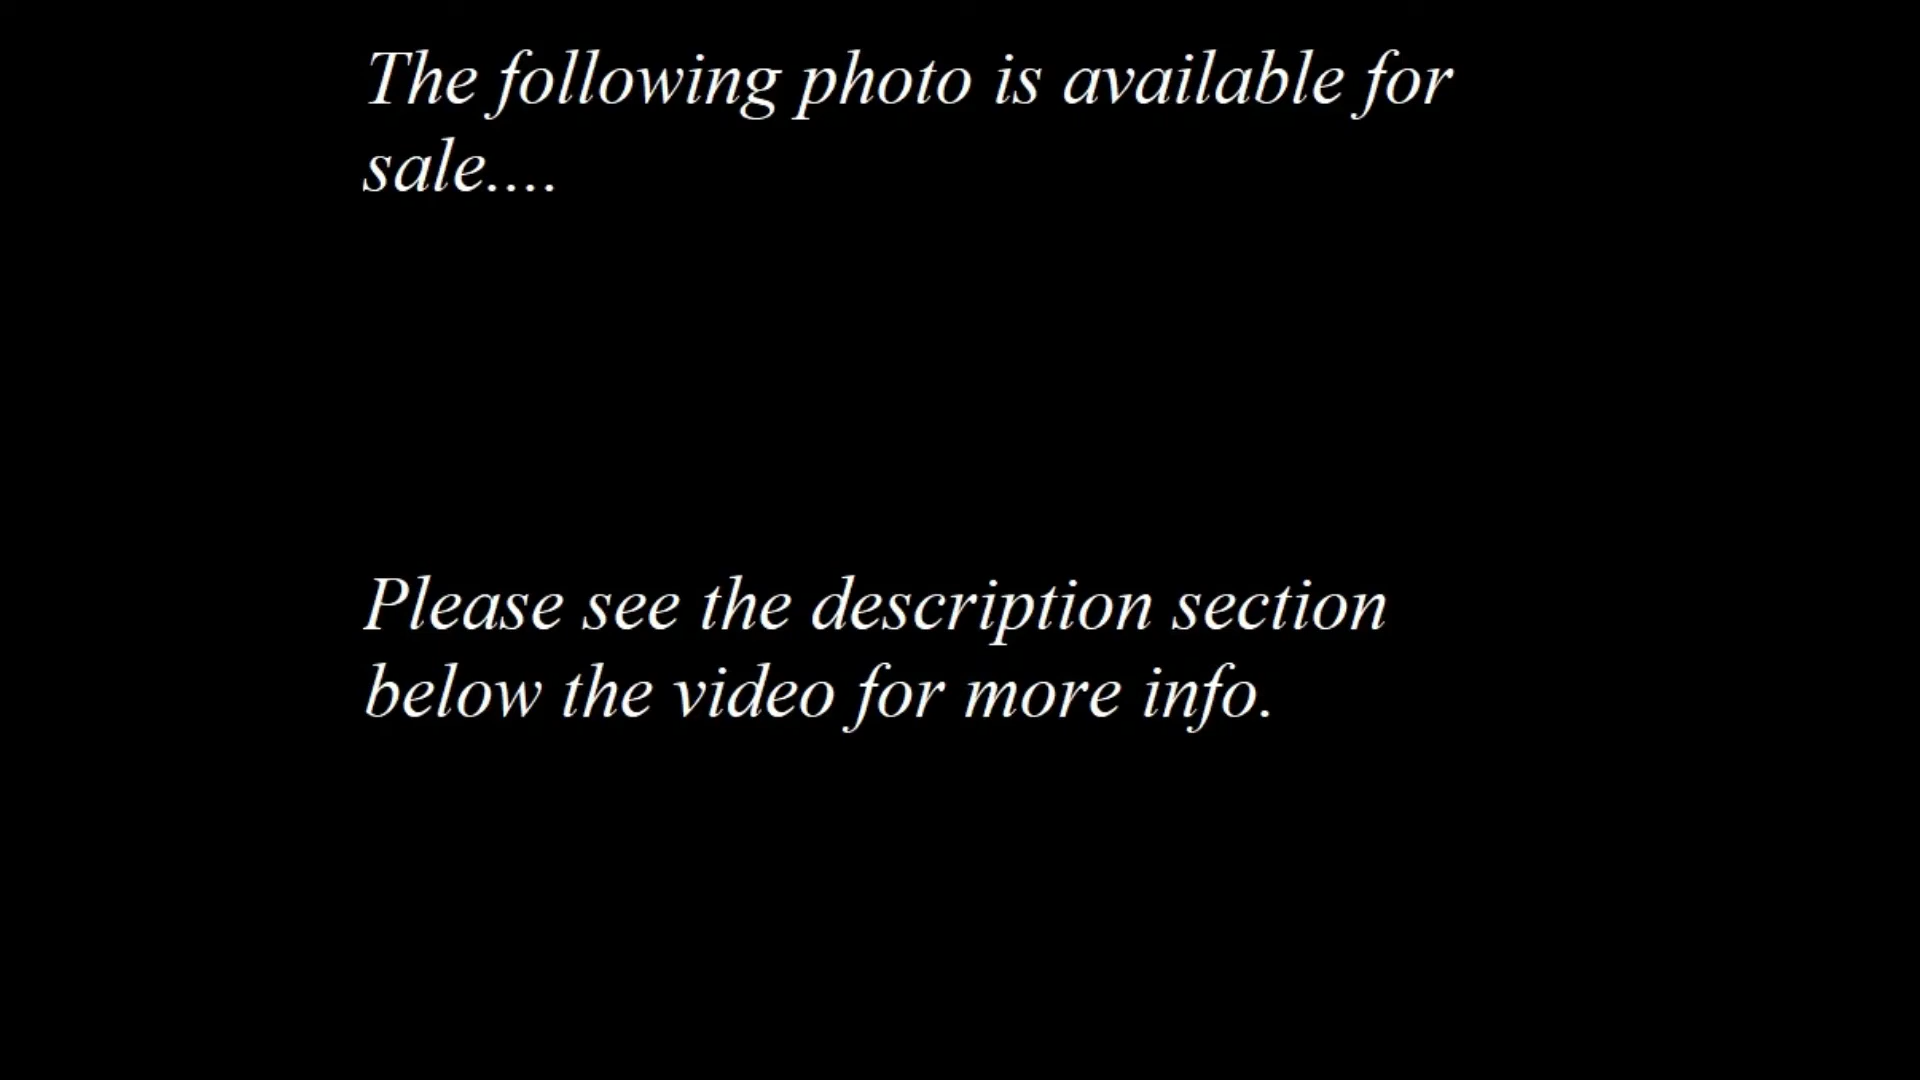 The following photo is available for
sale....
Please see the description section
below the video for more info.